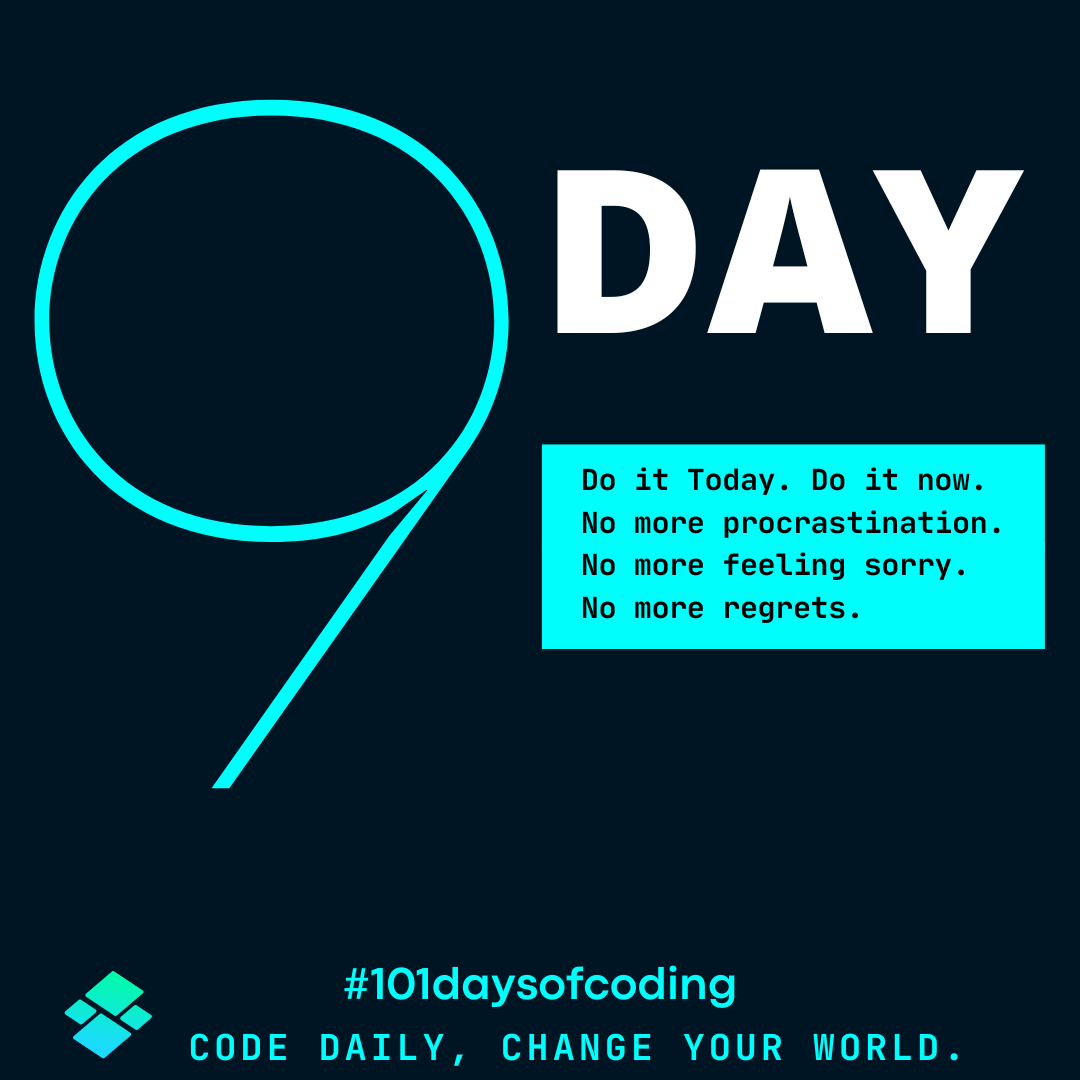 9
DAY
Do it Today. Do it now.
No more procrastination.
No more feeling sorry.
No more regrets.
#101daysofcoding
CODE DAILY, CHANGE YOUR WORLD.